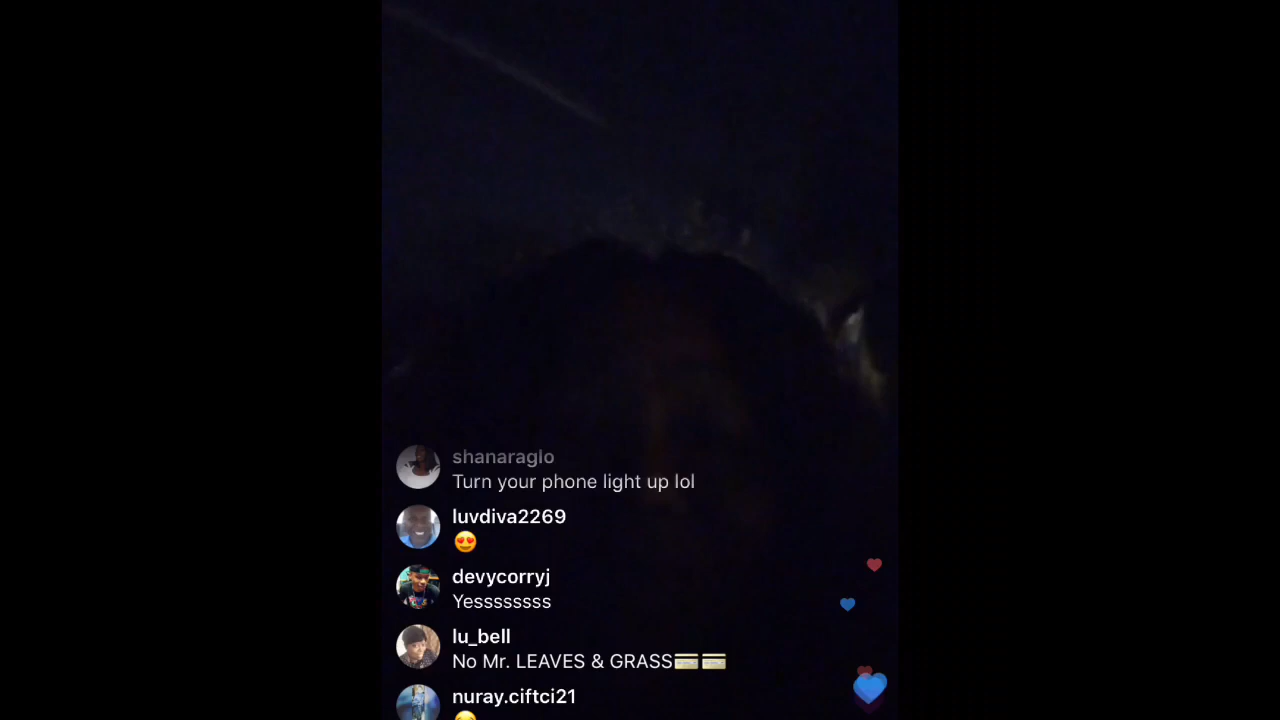 shanaraglo
Turn your phone light up lol
luvdiva2269
😍
devycorryj
Yessssssss
lu_bell
No Mr. LEAVES & GRASS💳💳
nuray.ciftci21